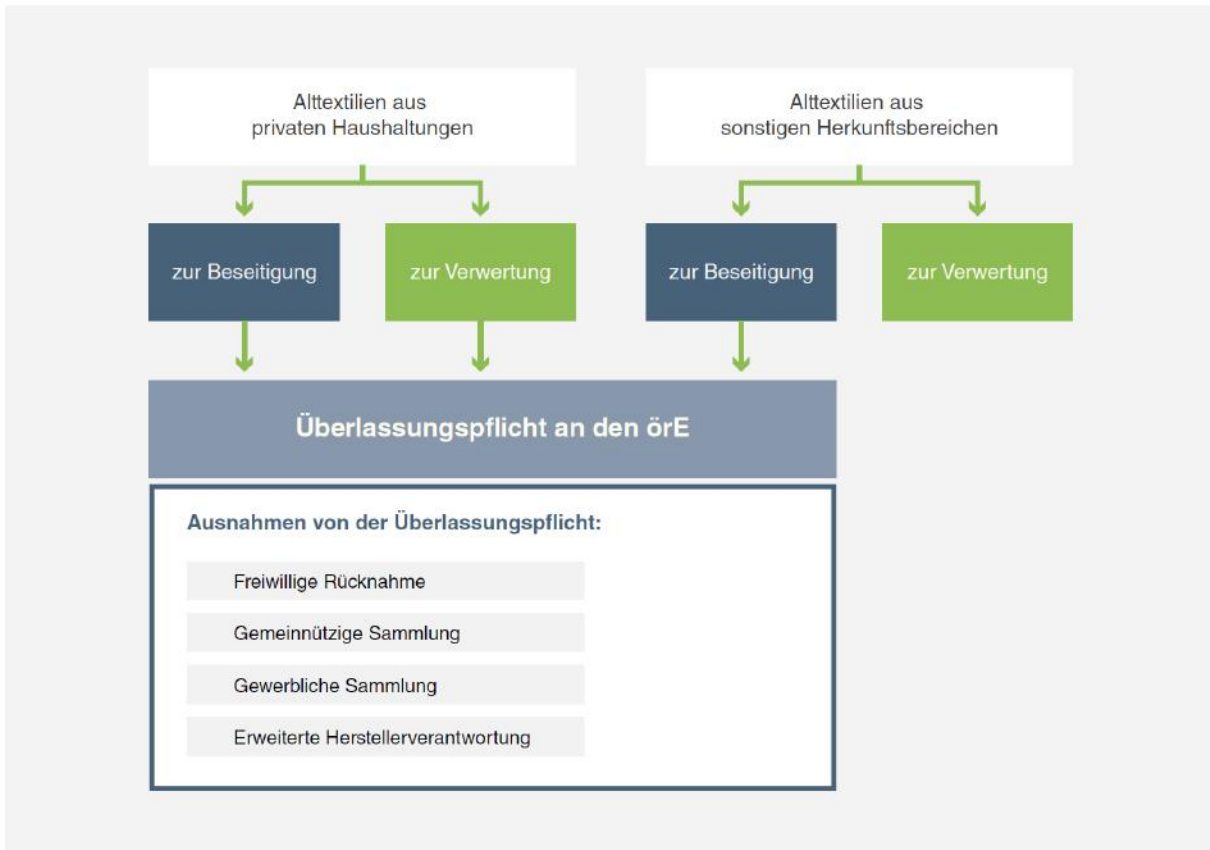 Alttextilien aus
privaten Haushaltungen
Alttextilien aus
sonstigen Herkunftsbereichen
zur Beseitigung
zur Verwertung
zur Beseitigung
zur Verwertung
Überlassungspflicht an den örE
Ausnahmen von der Überlassungspflicht:
Freiwillige Rücknahme
Gemeinnützige Sammlung
Gewerbliche Sammlung
Erweiterte Herstellerverantwortung